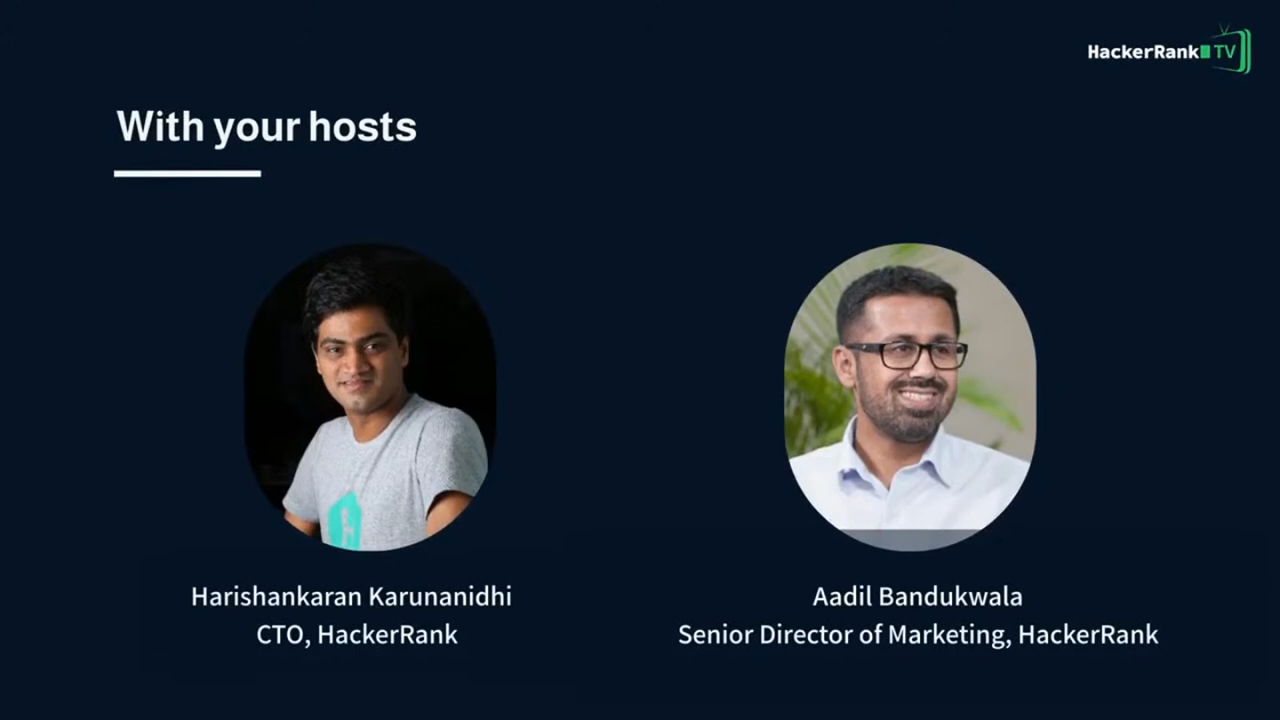 HackerRank TV
With your hosts
Harishankaran Karunanidhi
CTO, HackerRank
Aadil Bandukwala
Senior Director of Marketing, HackerRank